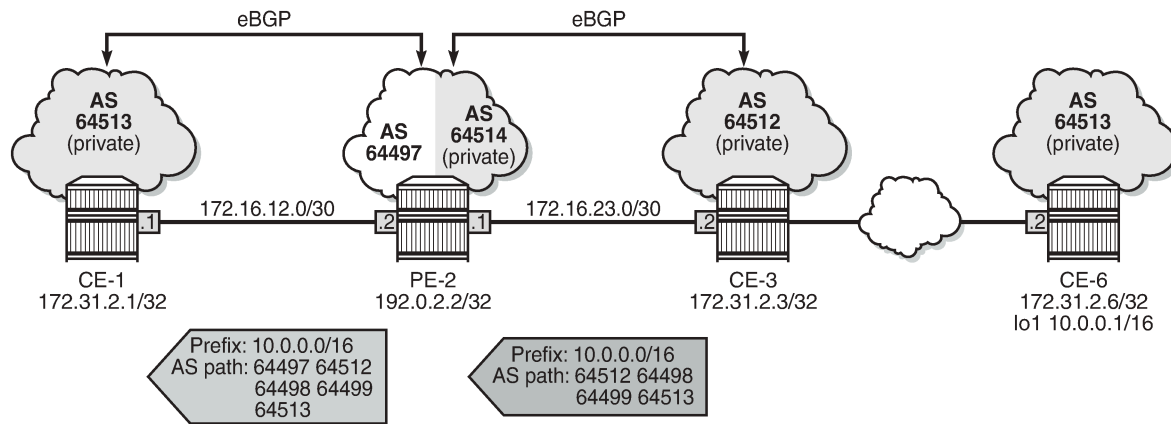 eBGP
eBGP
AS
64513
(private)
AS
64497
AS
64514
(private)
AS
64512
(private)
AS
64513
(private)
.1
172.16.12.0/30
.2
.1
172.16.23.0/30
.2
.2
CE-1
172.31.2.1/32
PE-2
192.0.2.2/32
CE-3
172.31.2.3/32
CE-6
172.31.2.6/32
lo1 10.0.0.1/16
Prefix: 10.0.0.0/16
AS path: 64497 64512
64498 64499
64513
Prefix: 10.0.0.0/16
AS path: 64512 64498
64499 64513